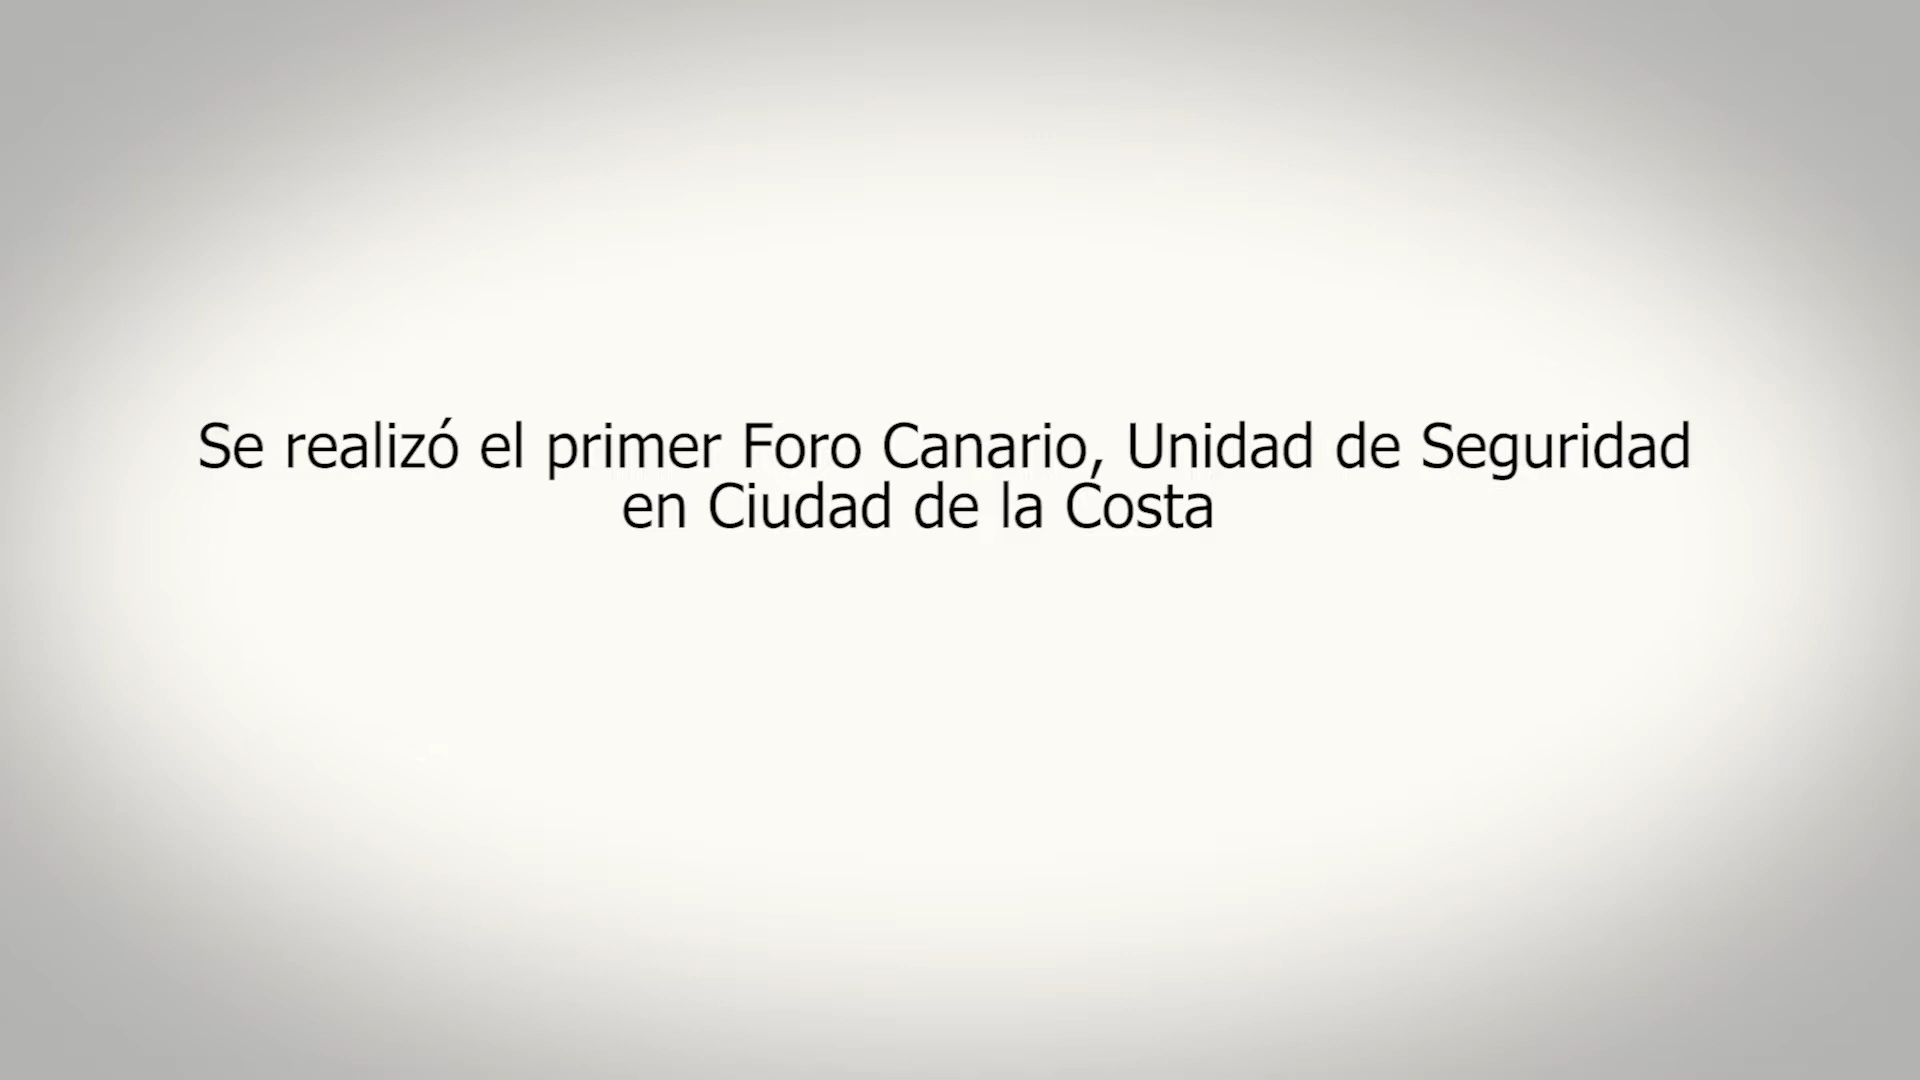 Se realizó el primer Foro Canario, Unidad de Seguridad
en Ciudad de la Costa